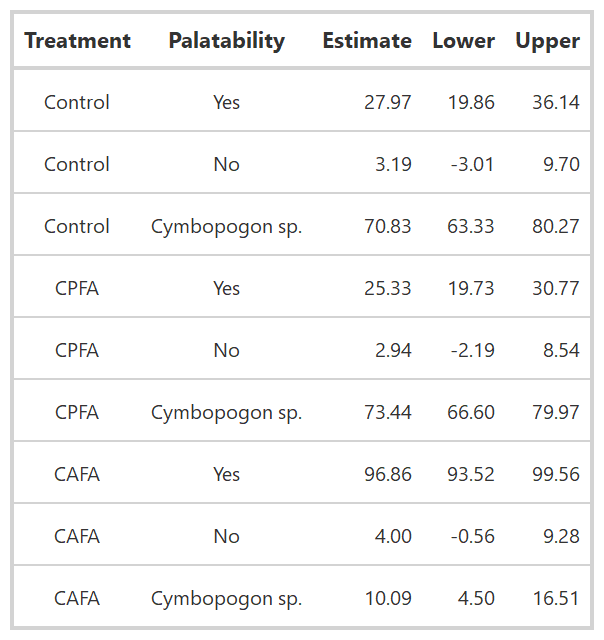 Treatment Palatability Estimate Lower Upper
Control Yes 27.97 19.86 36.14
Control No 3.19 -3.01 9.70
Control Cymbopogon sp. 70.83 63.33 80.27
CPFA Yes 25.33 19.73 30.77
CPFA No 2.94 -2.19 8.54
CPFA Cymbopogon sp. 73.44 66.60 79.97
CAFA Yes 96.86 93.52 99.56
CAFA No 4.00 -0.56 9.28
CAFA Cymbopogon sp. 10.09 4.50 16.51